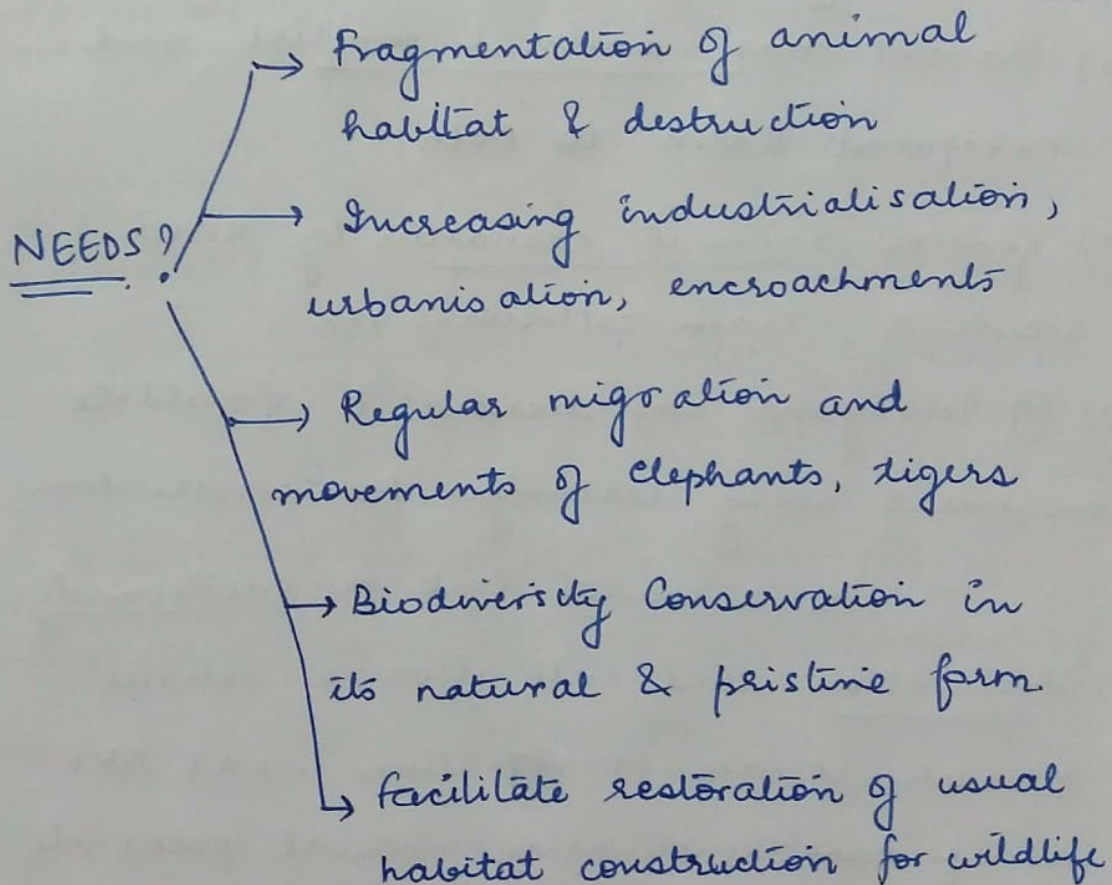 → Fragmentation of animal
habitat & destruction
→ Increasing industrialisation,
urbanisation, encroachments
NEEDS?
→ Regular migration and
movements of elephants, tigers
→ Biodiversity Conservation in
its natural & pristine form.
→ facilitate restoration of usual
habitat construction for wildlife